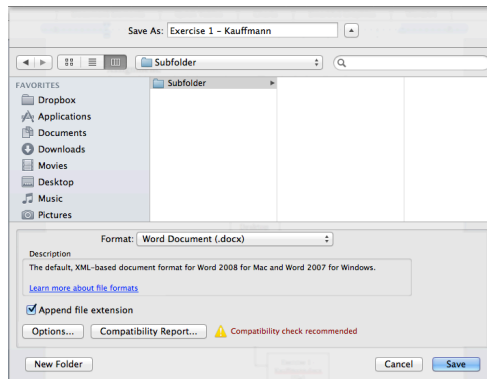 Save As: Exercise 1 - Kauffmann
Subfolder
FAVORITES
Dropbox
Applications
Documents
Downloads
Movies
Desktop
Music
Pictures
Subfolder
Format: Word Document (.docx)
Description
The default, XML-based document format for Word 2008 for Mac and Word 2007 for Windows.
Learn more about file formats
Append file extension
Options... Compatibility Report... Compatibility check recommended
New Folder Cancel Save